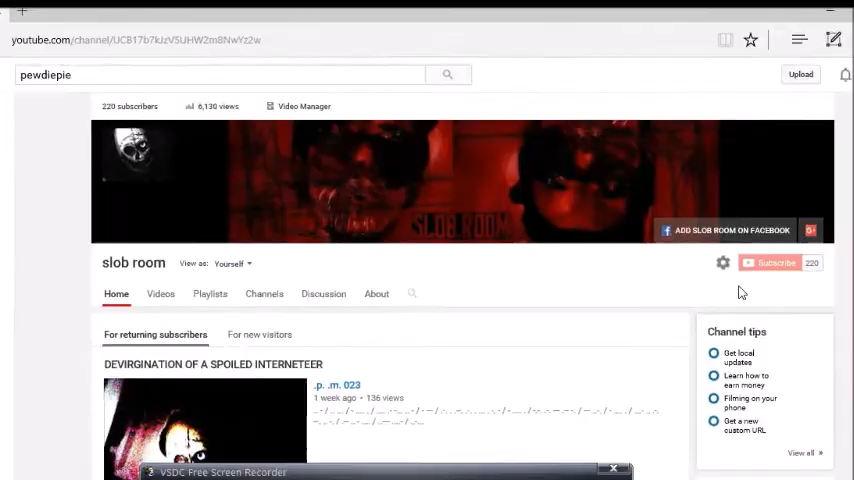 youtube.com/channel/UCB17b7kJzVSUHW2m8NwYz2w
pewdiepie
Upload
220 subscribers
6,130 views
Video Manager
SLOB ROOM
ADD SLOB ROOM ON FACEBOOK
G+
slob room
View as: Yourself
Subscribe 220
Home
Videos
Playlists
Channels
Discussion
About
For returning subscribers
For new visitors
DEVIRGINATION OF A SPOILED INTERNETEER
.p. .m. 023
1 week ago • 136 views
Channel tips
Get local
updates
Learn how to
earn money
Filming on your
phone
Get a new
custom URL
View all »
VSDC Free Screen Recorder